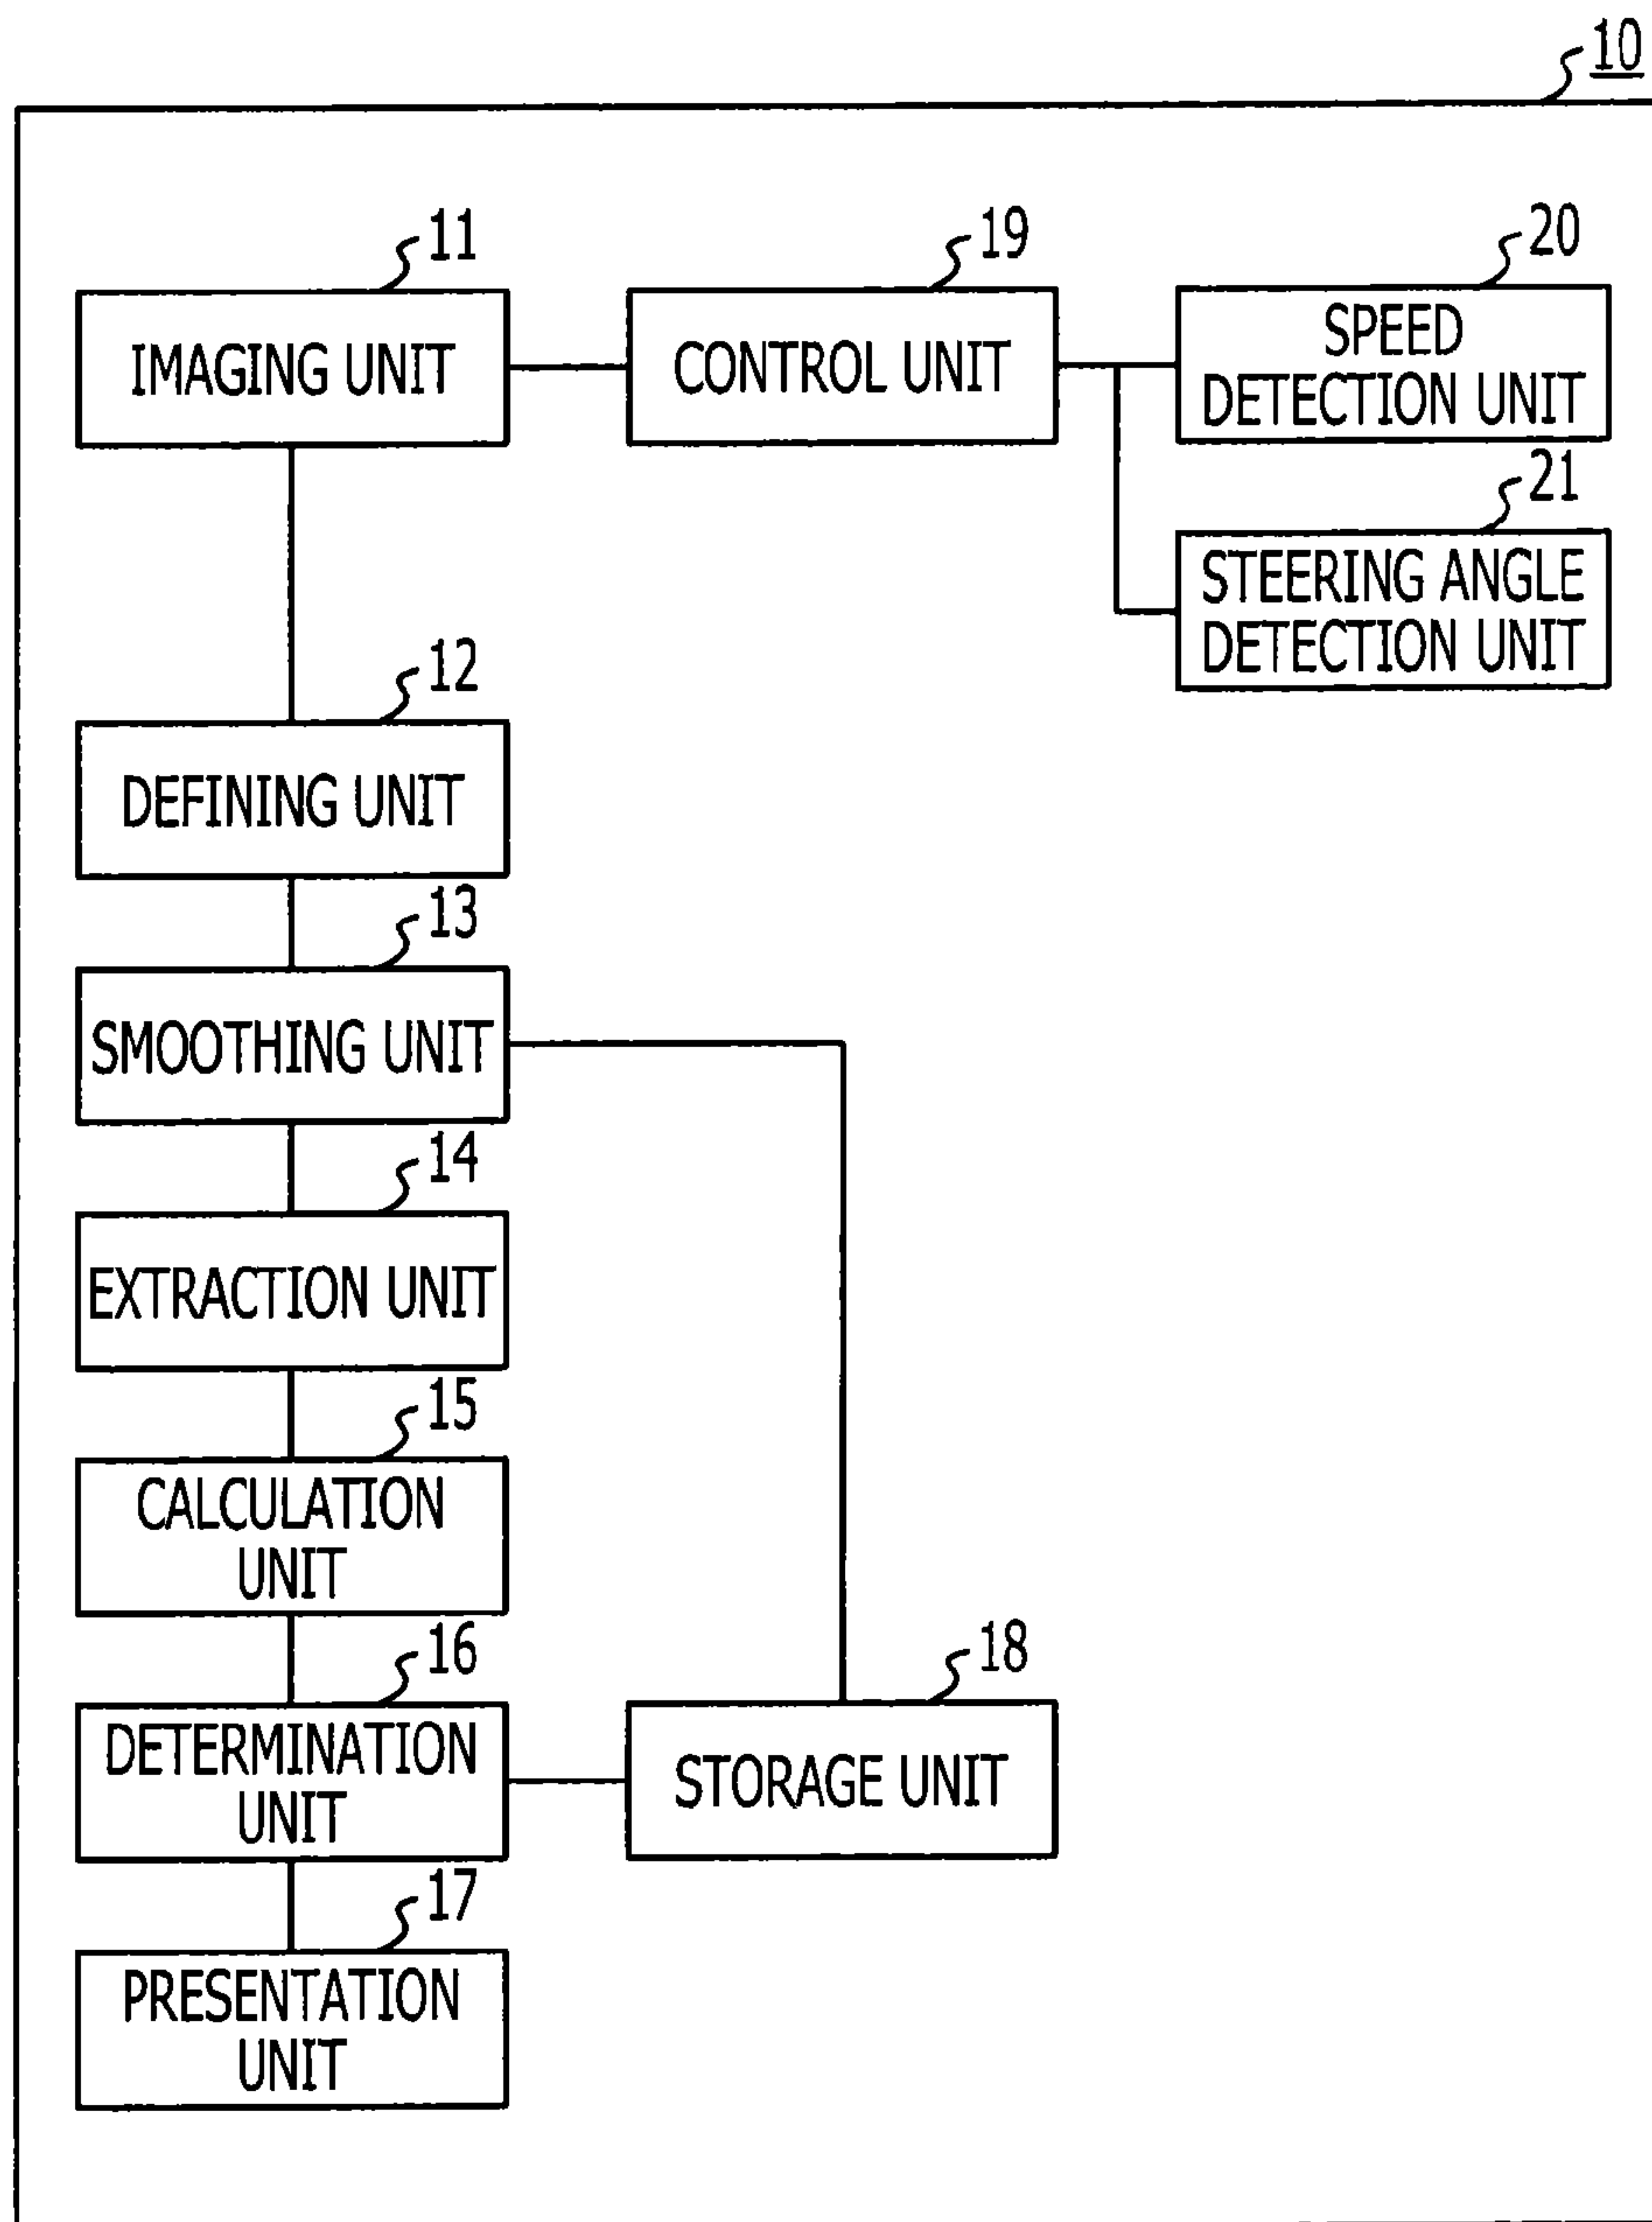 10
11
19
20
IMAGING UNIT
CONTROL UNIT
SPEED
DETECTION UNIT
21
STEERING ANGLE
DETECTION UNIT
12
DEFINING UNIT
13
SMOOTHING UNIT
14
EXTRACTION UNIT
15
CALCULATION
UNIT
16
DETERMINATION
UNIT
18
STORAGE UNIT
17
PRESENTATION
UNIT